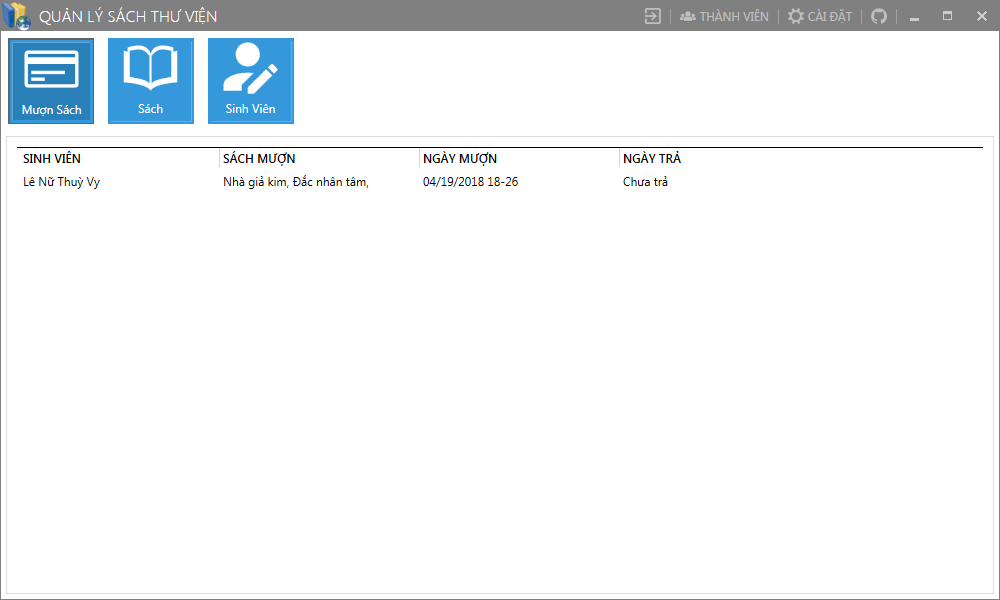 QUẢN LÝ SÁCH THƯ VIỆN THÀNH VIÊN CÀI ĐẶT
Mượn Sách Sách Sinh Viên
SINH VIÊN SÁCH MƯỢN NGÀY MƯỢN NGÀY TRẢ
Lê Nữ Thuỳ Vy Nhà giả kim, Đắc nhân tâm, 04/19/2018 18-26 Chưa trả